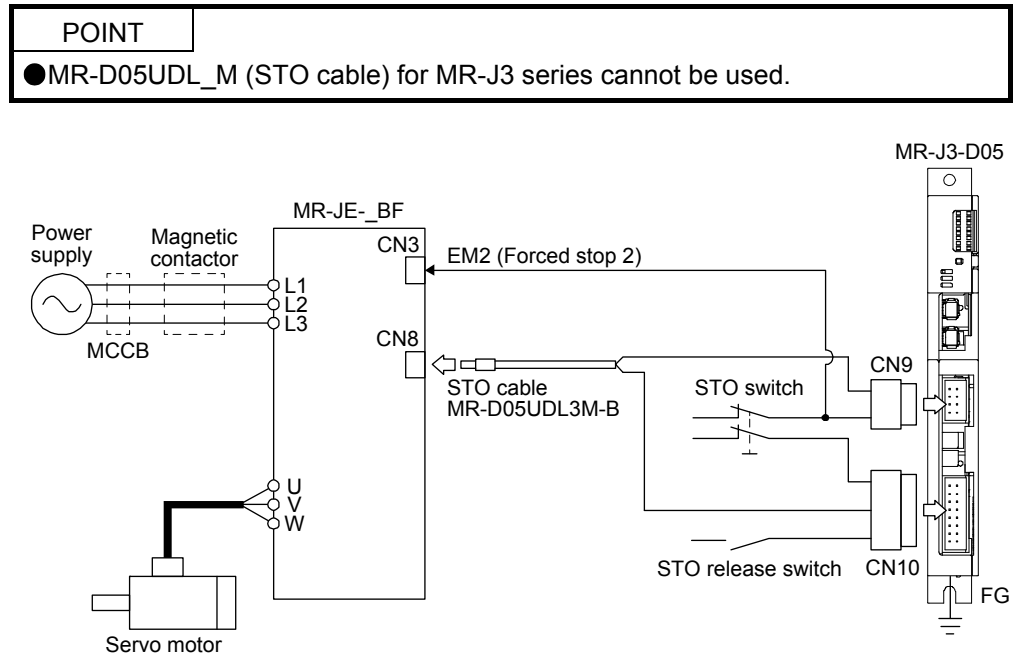 POINT
●MR-D05UDL_M (STO cable) for MR-J3 series cannot be used.
MR-J3-D05
MR-JE-_BF
Power
supply
Magnetic
contactor
CN3
EM2 (Forced stop 2)
L1
L2
L3
MCCB
CN8
CN9
STO cable
MR-D05UDL3M-B
STO switch
U
V
W
STO release switch
CN10
FG
Servo motor